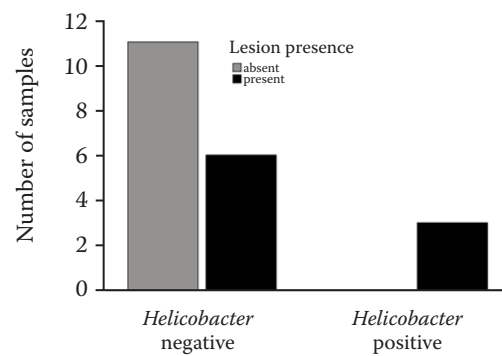 Number of samples
12
10
8
6
4
2
0
Lesion presence
absent
present
Helicobacter
negative
Helicobacter
positive